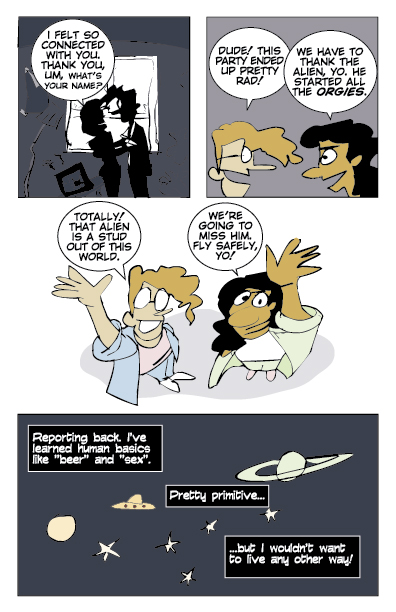 I FELT SO
CONNECTED
WITH YOU.
THANK YOU,
UM, WHAT'S
YOUR NAME?
DUDE! THIS
PARTY ENDED
UP PRETTY
RAD!
WE HAVE TO
THANK THE
ALIEN, YO. HE
STARTED ALL
THE ORGIES.
TOTALLY!
THAT ALIEN
IS A STUD
OUT OF THIS
WORLD.
WE'RE
GOING TO
MISS HIM.
FLY SAFELY,
YO!
Reporting back. I've
learned human basics
like "beer" and "sex".
Pretty primitive...
...but I wouldn't want
to live any other way!